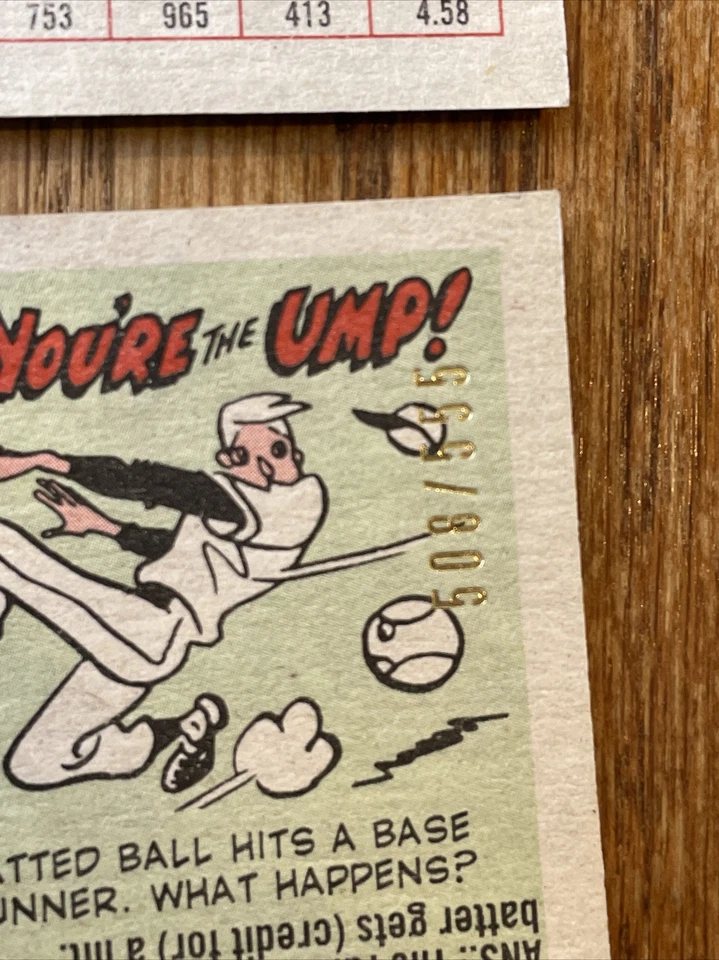 753 965 413 4.58
YOU'RE THE UMP!
508/555
ATTED BALL HITS A BASE
UNNER. WHAT HAPPENS?
batter gets (credit for) a hit.